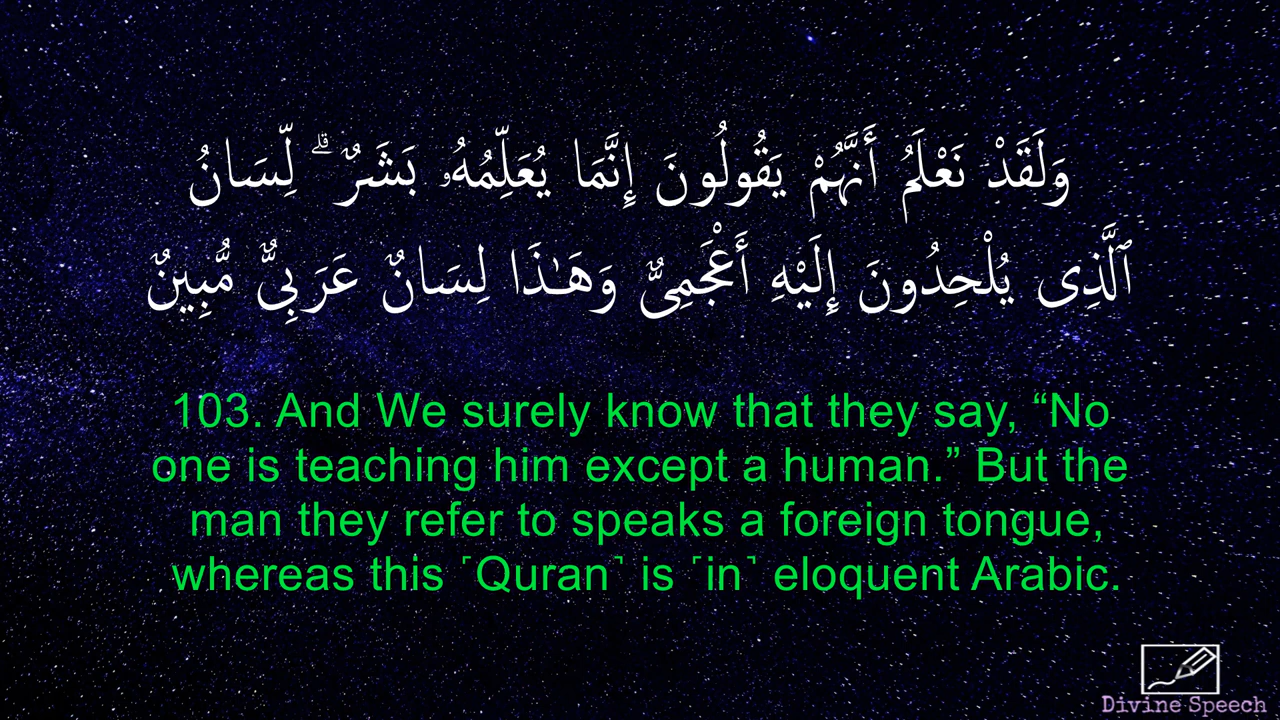 وَلَقَدْ نَعْلَمُ أَنَّهُمْ يَقُولُونَ إِنَّمَا يُعَلِّمُهُۥ بَشَرٌ ۗ لِّسَانُ
ٱلَّذِى يُلْحِدُونَ إِلَيْهِ أَعْجَمِىٌّ وَهَـٰذَا لِسَانٌ عَرَبِىٌّ مُّبِينٌ
103. And We surely know that they say, “No
one is teaching him except a human.” But the
man they refer to speaks a foreign tongue,
whereas this ˹Quran˺ is ˹in˺ eloquent Arabic.
Divine Speech